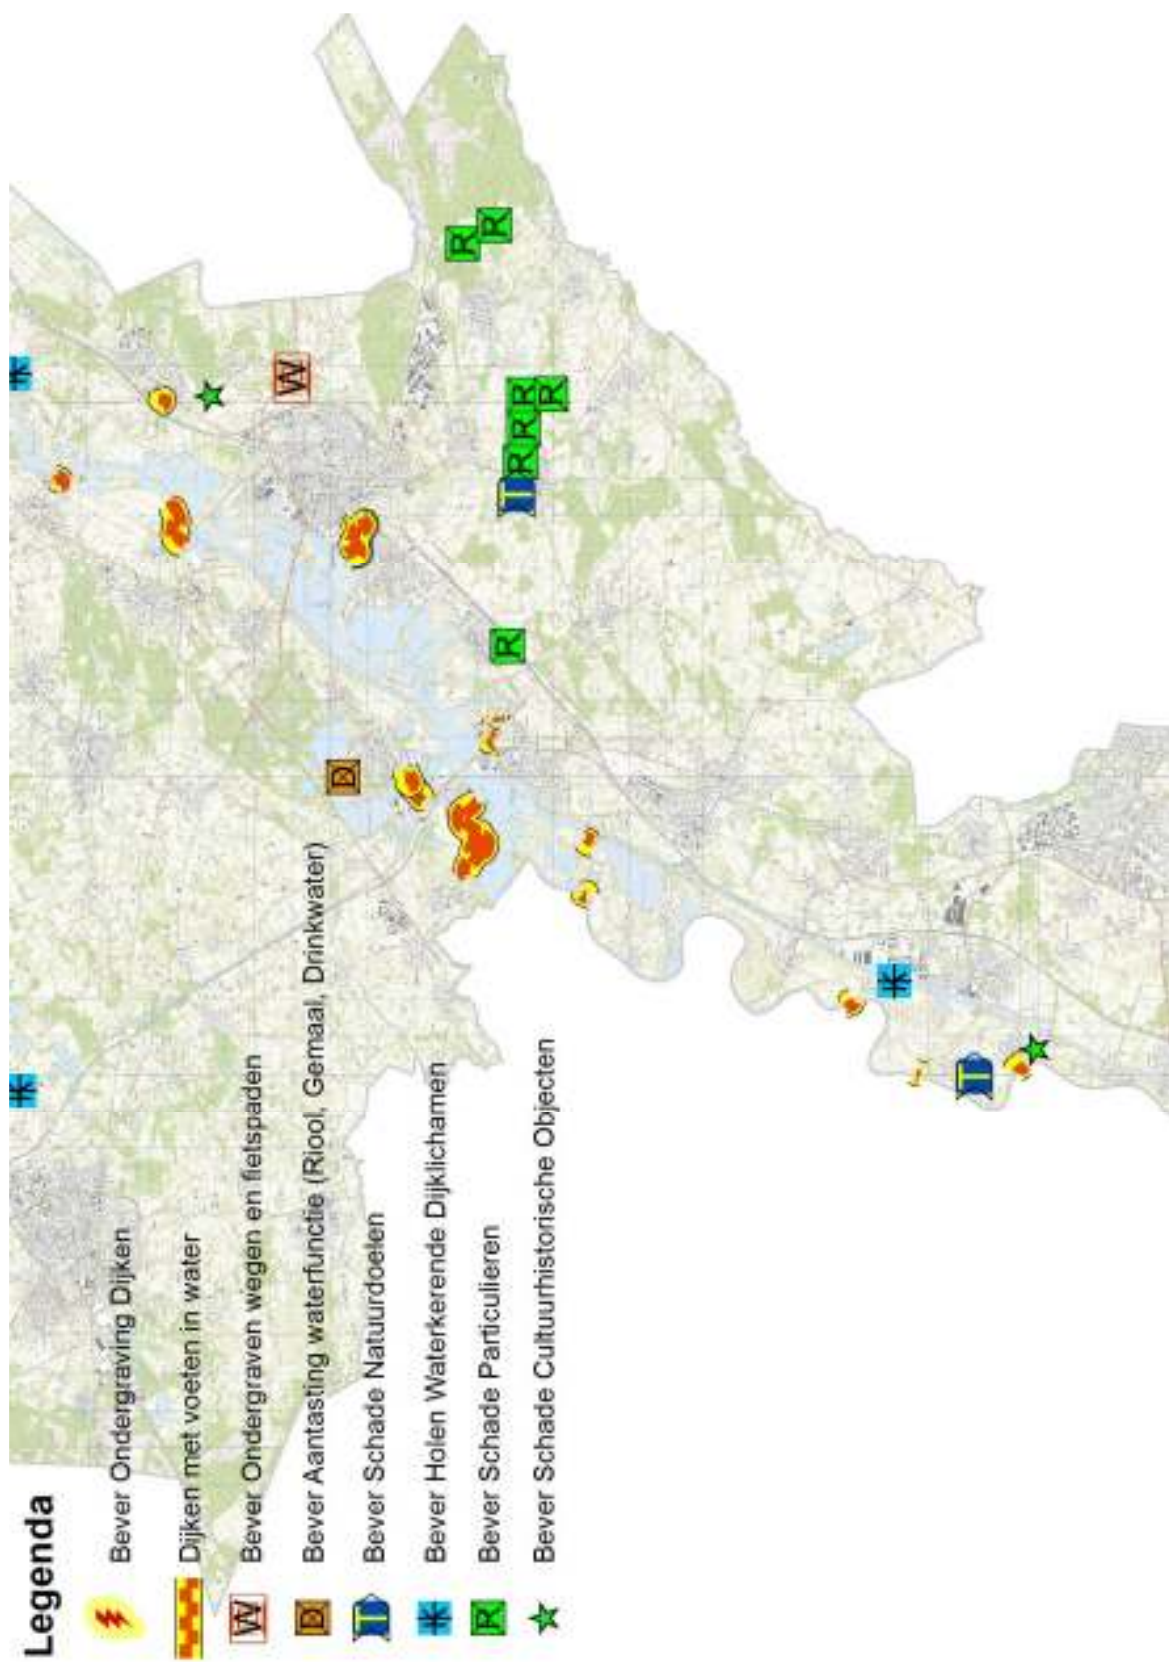 Legenda
Bever Ondergraving Dijken
Dijken met voeten in water
W Bever Ondergraven wegen en fietspaden
D Bever Aantasting waterfunctie (Riool, Gemaal, Drinkwater)
T Bever Schade Natuurdoelen
Bever Holen Waterkerende Dijklichamen
R Bever Schade Particulieren
Bever Schade Cultuurhistorische Objecten
W
D
T
R
R
R
R
R
R
R
T